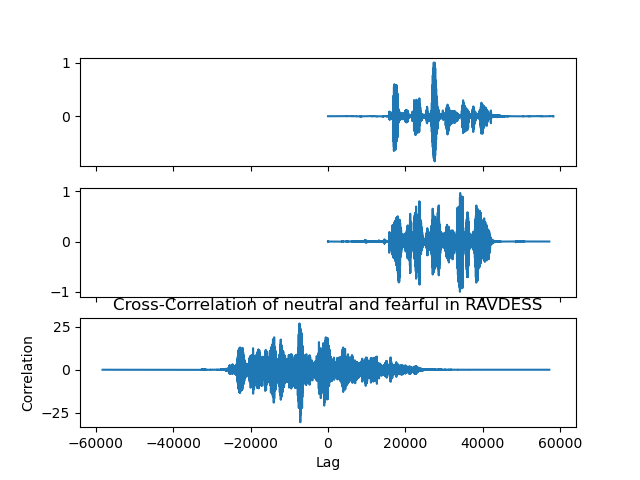 1
0
1
0
−1
Cross-Correlation of neutral and fearful in RAVDESS
25
0
−25
Correlation
−60000 −40000 −20000 0 20000 40000 60000
Lag